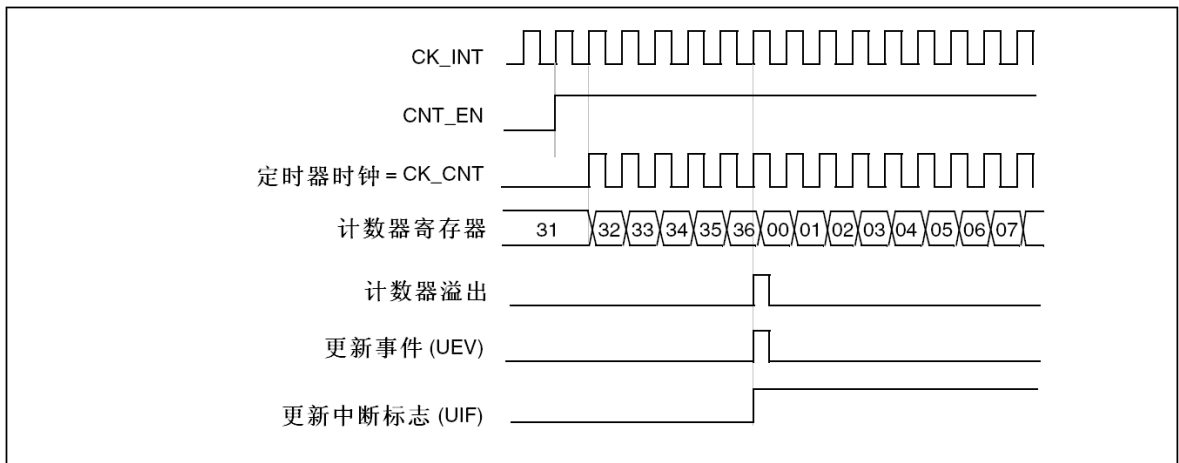 CK_INT
CNT_EN
定时器时钟 = CK_CNT
计数器寄存器 31 32 33 34 35 36 00 01 02 03 04 05 06 07
计数器溢出
更新事件 (UEV)
更新中断标志 (UIF)